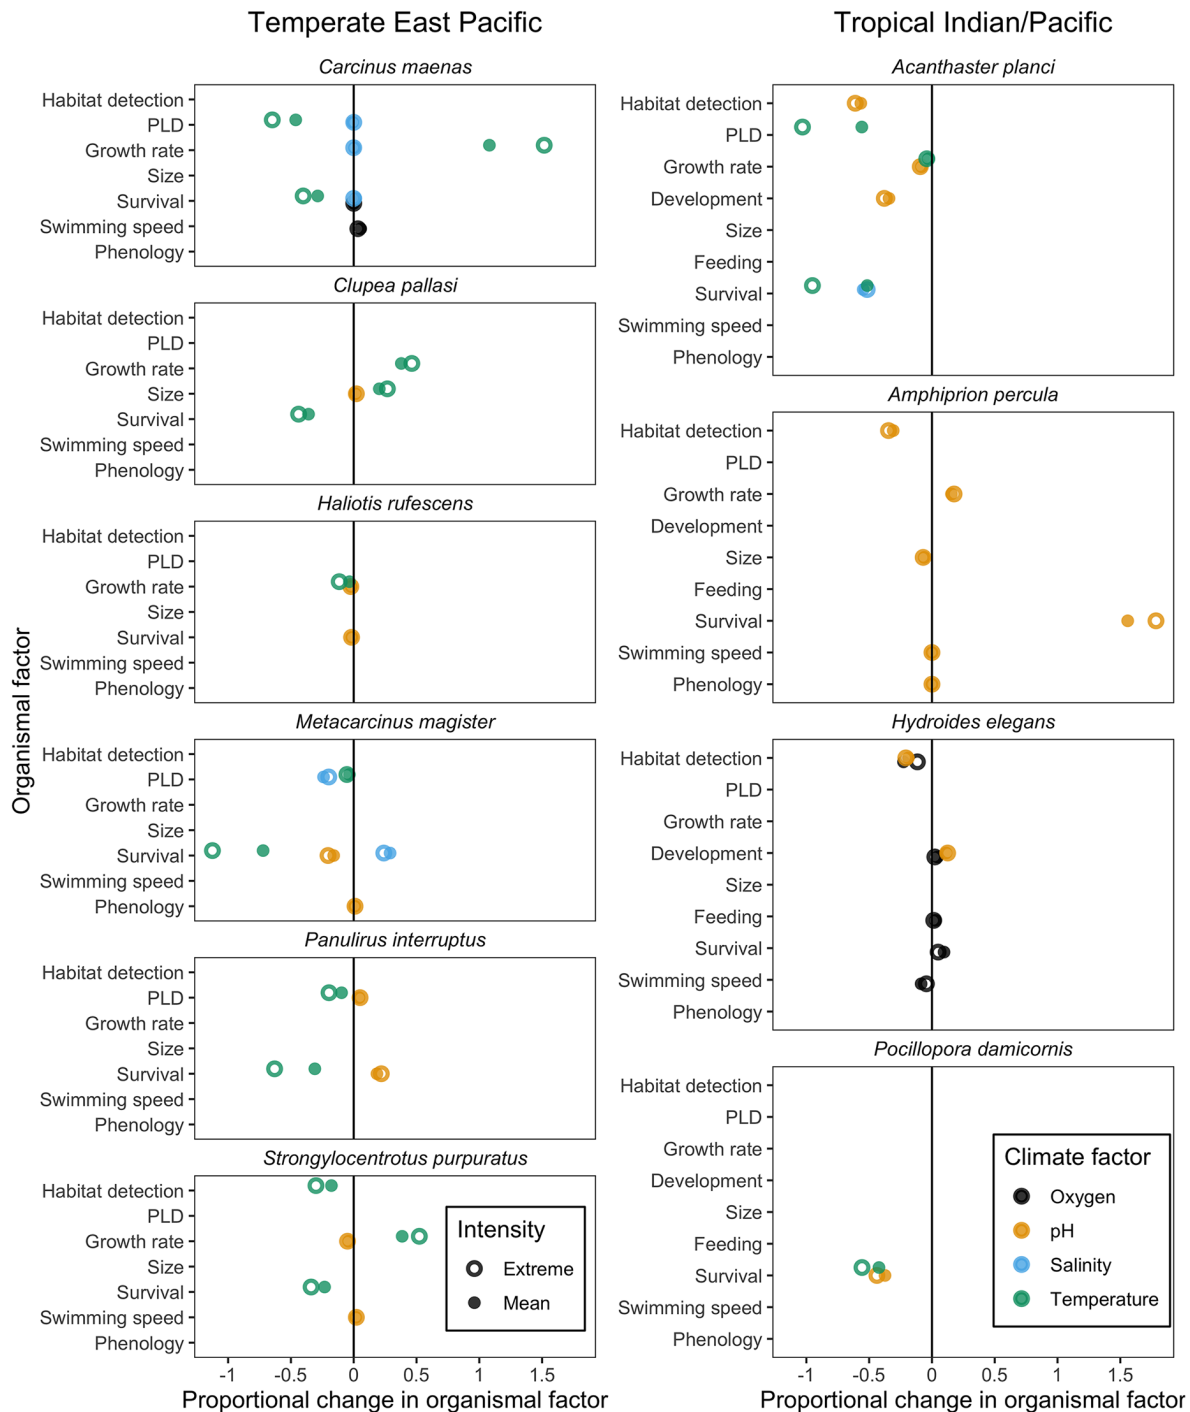 Temperate East Pacific
Carcinus maenas
Habitat detection
PLD
Growth rate
Size
Survival
Swimming speed
Phenology
Clupea pallasi
Habitat detection
PLD
Growth rate
Size
Survival
Swimming speed
Phenology
Haliotis rufescens
Habitat detection
PLD
Growth rate
Size
Survival
Swimming speed
Phenology
Metacarcinus magister
Habitat detection
PLD
Growth rate
Size
Survival
Swimming speed
Phenology
Panulirus interruptus
Habitat detection
PLD
Growth rate
Size
Survival
Swimming speed
Phenology
Strongylocentrotus purpuratus
Habitat detection
PLD
Growth rate
Size
Survival
Swimming speed
Phenology
Intensity
Extreme
Mean
-1 -0.5 0 0.5 1 1.5
Proportional change in organismal factor
Organismal factor
Tropical Indian/Pacific
Acanthaster planci
Habitat detection
PLD
Growth rate
Development
Size
Feeding
Survival
Swimming speed
Phenology
Amphiprion percula
Habitat detection
PLD
Growth rate
Development
Size
Feeding
Survival
Swimming speed
Phenology
Hydroides elegans
Habitat detection
PLD
Growth rate
Development
Size
Feeding
Survival
Swimming speed
Phenology
Pocillopora damicornis
Habitat detection
PLD
Growth rate
Development
Size
Feeding
Survival
Swimming speed
Phenology
Climate factor
Oxygen
pH
Salinity
Temperature
-1 -0.5 0 0.5 1 1.5
Proportional change in organismal factor